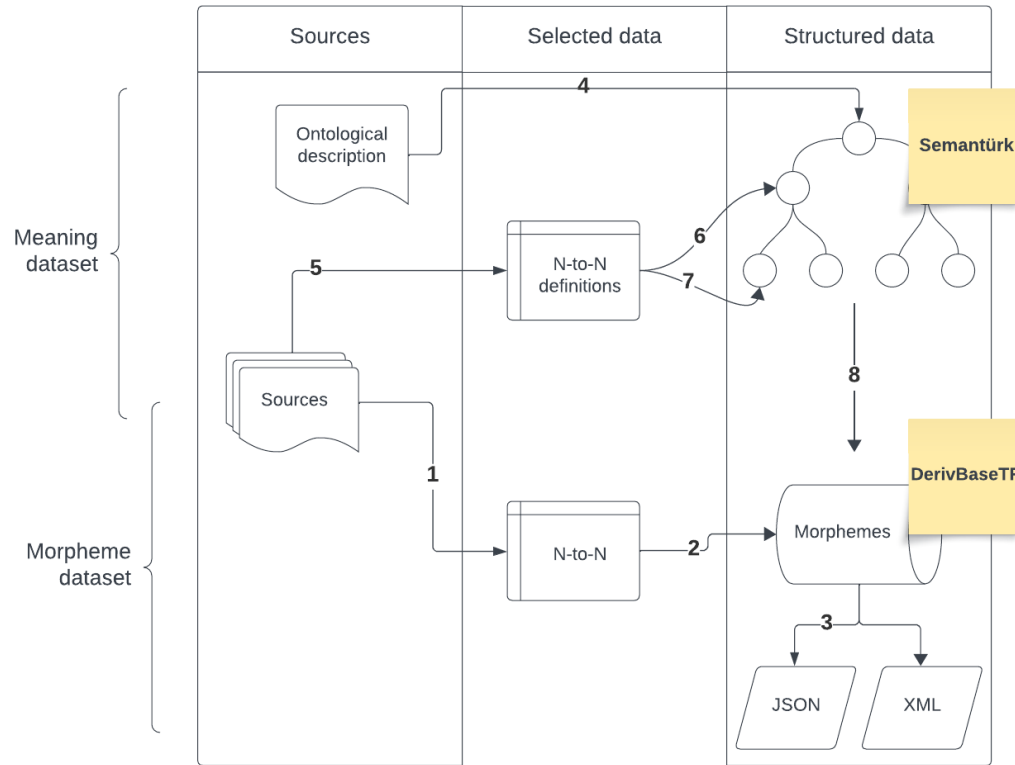 Sources
Selected data
Structured data
4
Ontological
description
Semantürk
Meaning
dataset
6
5
N-to-N
definitions
7
8
Sources
DerivBaseTR
1
Morphemes
Morpheme
dataset
N-to-N
2
3
JSON
XML